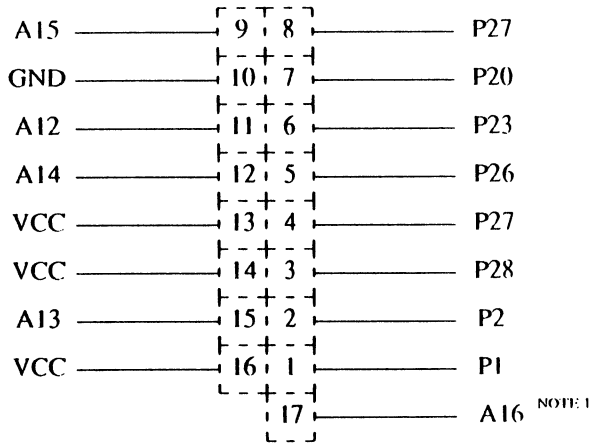 A15 9 8 P27
GND 10 7 P20
A12 11 6 P23
A14 12 5 P26
VCC 13 4 P27
VCC 14 3 P28
A13 15 2 P2
VCC 16 1 P1
17 A16 NOTE 1